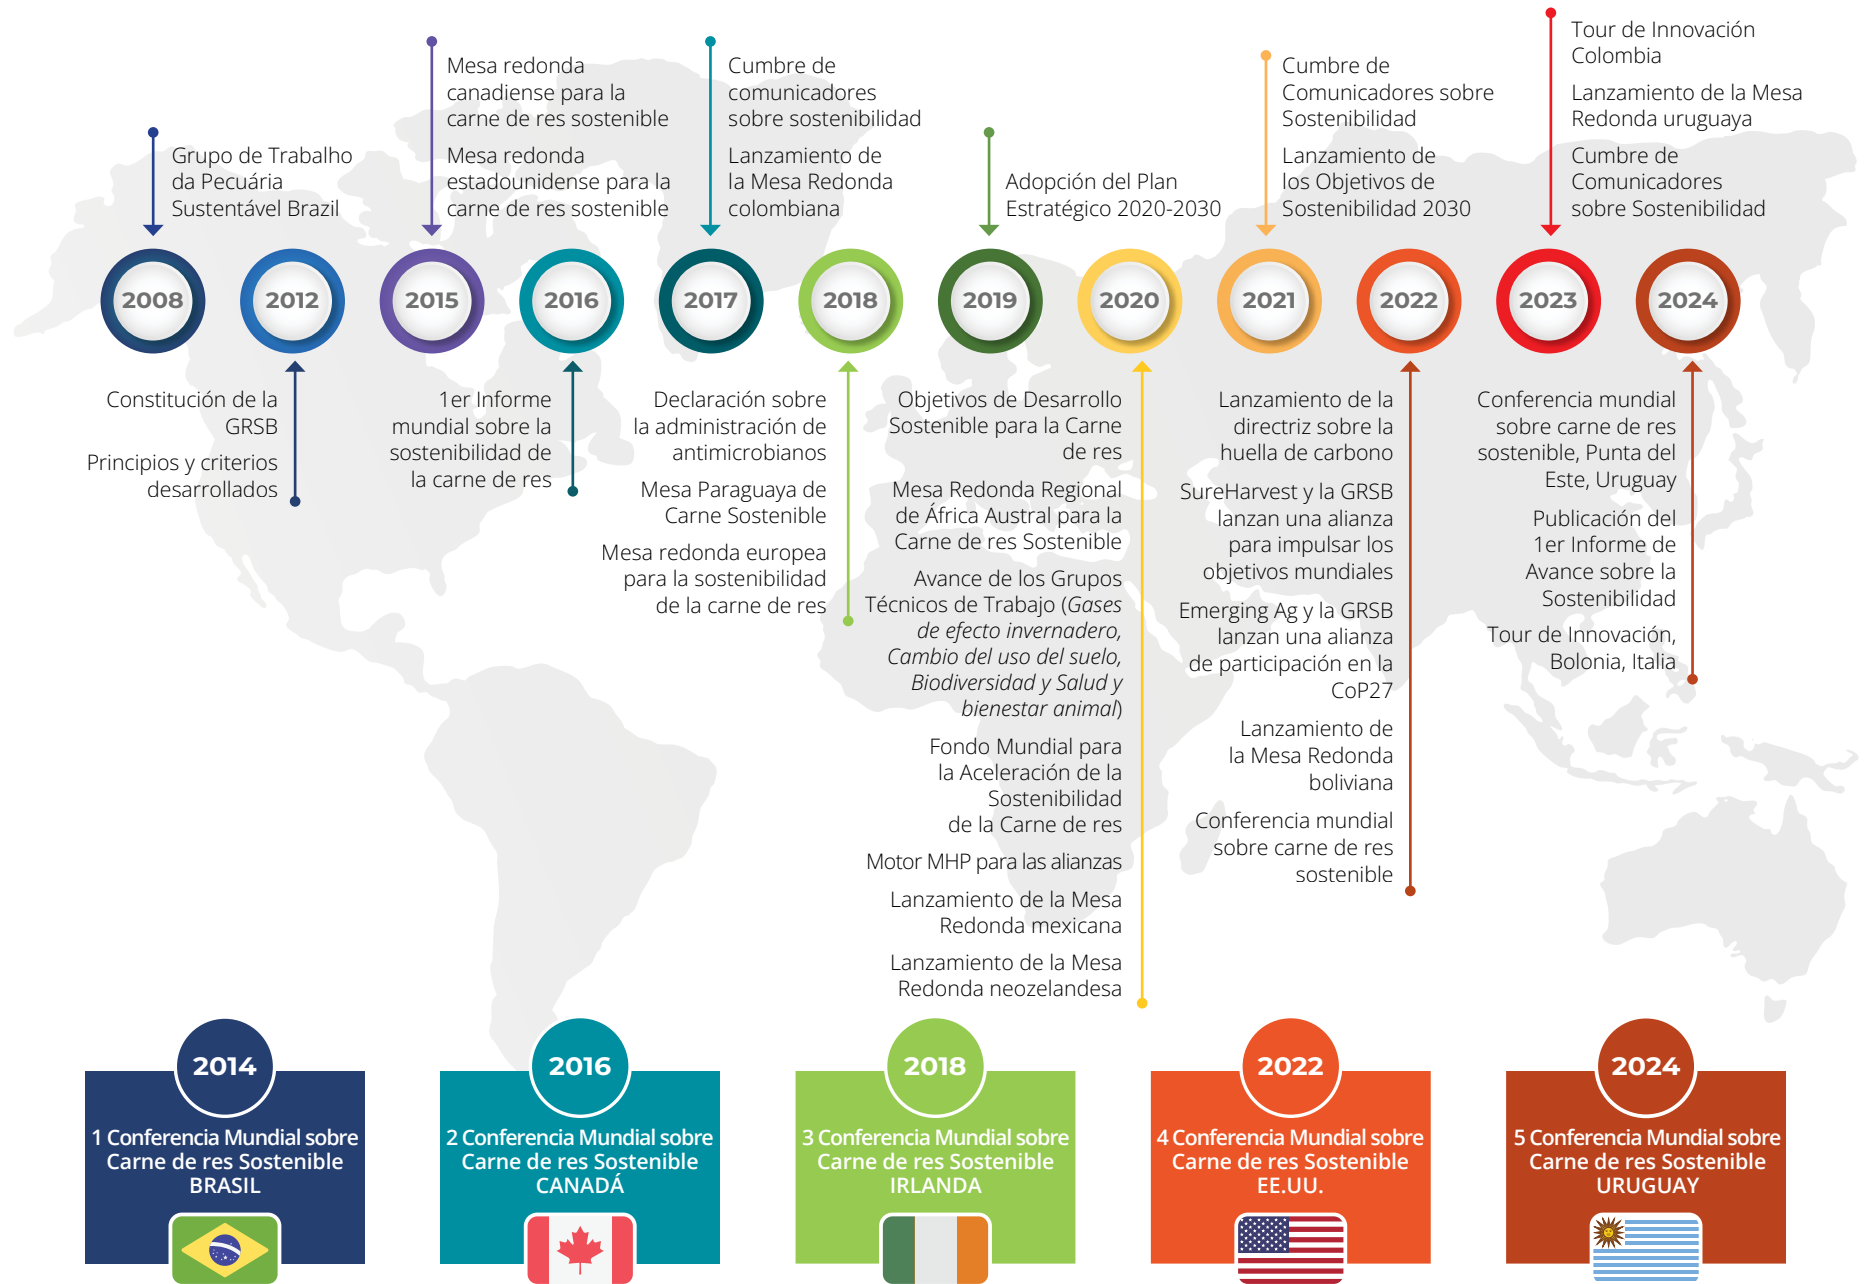 Grupo de Trabalho
da Pecuária
Sustentável Brazil
2008
2012
Constitución de la
GRSB
Principios y criterios
desarrollados
Mesa redonda
canadiense para la
carne de res sostenible
Mesa redonda
estadounidense para la
carne de res sostenible
2015
2016
1er Informe
mundial sobre la
sostenibilidad de
la carne de res
Cumbre de
comunicadores
sobre sostenibilidad
Lanzamiento de
la Mesa Redonda
colombiana
2017
2018
Declaración sobre
la administración de
antimicrobianos
Mesa Paraguaya de
Carne Sostenible
Mesa redonda europea
para la sostenibilidad
de la carne de res
Adopción del Plan
Estratégico 2020-2030
2019
2020
Objetivos de Desarrollo
Sostenible para la Carne
de res
Mesa Redonda Regional
de África Austral para la
Carne de res Sostenible
Avance de los Grupos
Técnicos de Trabajo (Gases
de efecto invernadero,
Cambio del uso del suelo,
Biodiversidad y Salud y
bienestar animal)
Fondo Mundial para
la Aceleración de la
Sostenibilidad
de la Carne de res
Motor MHP para las alianzas
Lanzamiento de la Mesa
Redonda mexicana
Lanzamiento de la Mesa
Redonda neozelandesa
Cumbre de
Comunicadores sobre
Sostenibilidad
Lanzamiento de
los Objetivos de
Sostenibilidad 2030
2021
2022
Lanzamiento de la
directriz sobre la
huella de carbono
SureHarvest y la GRSB
lanzan una alianza
para impulsar los
objetivos mundiales
Emerging Ag y la GRSB
lanzan una alianza
de participación en la
CoP27
Lanzamiento de
la Mesa Redonda
boliviana
Conferencia mundial
sobre carne de res
sostenible
Tour de Innovación
Colombia
Lanzamiento de la Mesa
Redonda uruguaya
Cumbre de
Comunicadores
sobre Sostenibilidad
2023
2024
Conferencia mundial
sobre carne de res
sostenible, Punta del
Este, Uruguay
Publicación del
1er Informe de
Avance sobre la
Sostenibilidad
Tour de Innovación,
Bolonia, Italia
2014
1 Conferencia Mundial sobre
Carne de res Sostenible
BRASIL
2016
2 Conferencia Mundial sobre
Carne de res Sostenible
CANADÁ
2018
3 Conferencia Mundial sobre
Carne de res Sostenible
IRLANDA
2022
4 Conferencia Mundial sobre
Carne de res Sostenible
EE.UU.
2024
5 Conferencia Mundial sobre
Carne de res Sostenible
URUGUAY